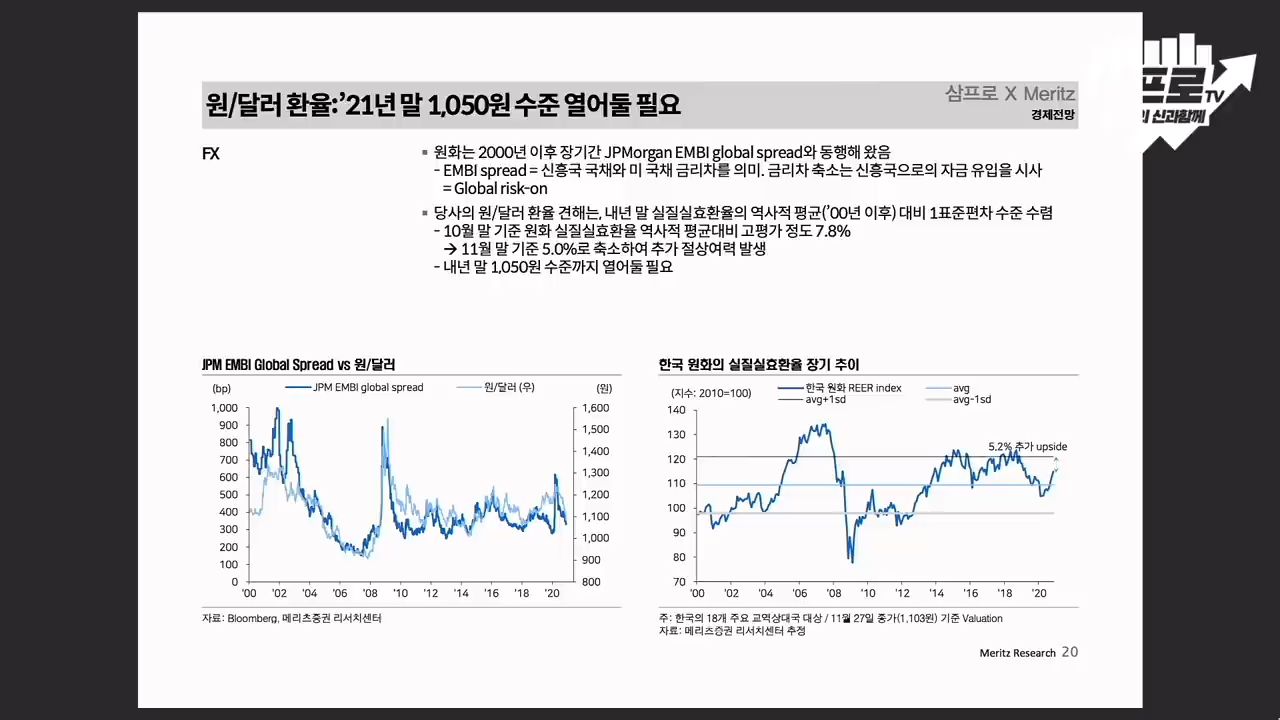 원/달러 환율:’21년 말 1,050원 수준 열어둘 필요
삼프로 X Meritz
경제전망
프로TV
의 신과함께
FX
▪ 원화는 2000년 이후 장기간 JPMorgan EMBI global spread와 동행해 왔음
- EMBI spread = 신흥국 국채와 미 국채 금리차를 의미. 금리차 축소는 신흥국으로의 자금 유입을 시사
= Global risk-on
▪ 당사의 원/달러 환율 견해는, 내년 말 실질실효환율의 역사적 평균(’00년 이후) 대비 1표준편차 수준 수렴
- 10월 말 기준 원화 실질실효환율 역사적 평균대비 고평가 정도 7.8%
→ 11월 말 기준 5.0%로 축소하여 추가 절상여력 발생
- 내년 말 1,050원 수준까지 열어둘 필요
JPM EMBI Global Spread vs 원/달러
(bp)
JPM EMBI global spread
원/달러 (우)
(원)
1,000
900
800
700
600
500
400
300
200
100
0
1,600
1,500
1,400
1,300
1,200
1,100
1,000
900
800
'00 '02 '04 '06 '08 '10 '12 '14 '16 '18 '20
자료: Bloomberg, 메리츠증권 리서치센터
한국 원화의 실질실효환율 장기 추이
(지수: 2010=100)
한국 원화 REER index
avg
avg+1sd
avg-1sd
140
130
120
110
100
90
80
70
5.2% 추가 upside
'00 '02 '04 '06 '08 '10 '12 '14 '16 '18 '20
주: 한국의 18개 주요 교역상대국 대상 / 11월 27일 종가(1,103원) 기준 Valuation
자료: 메리츠증권 리서치센터 추정
Meritz Research 20